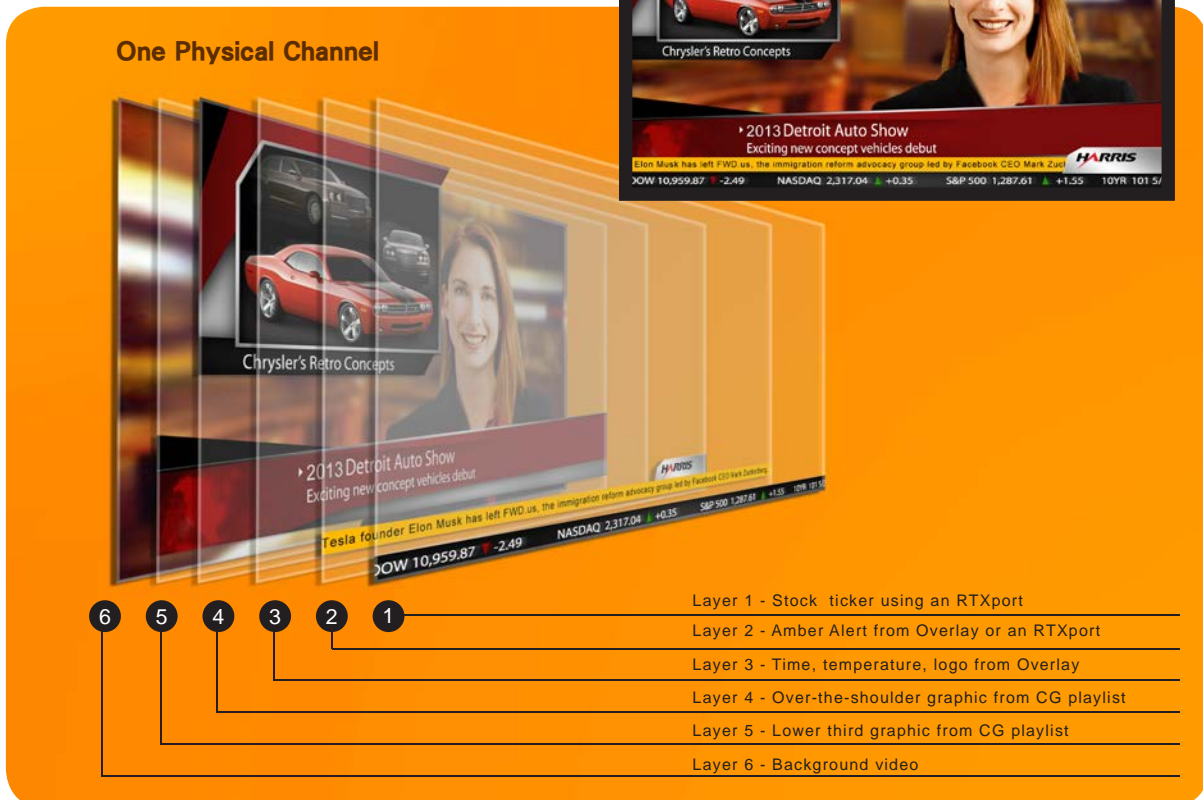 One Physical Channel
Chrysler's Retro Concepts
2013 Detroit Auto Show
Exciting new concept vehicles debut
Elon Musk has left FWD.us, the immigration reform advocacy group led by Facebook CEO Mark Zuc
HARRIS
DOW 10,959.87 -2.49 NASDAQ 2,317.04 +0.35 S&P 500 1,287.61 +1.55 10YR 101 5/
Chrysler's Retro Concepts
2013 Detroit Auto Show
Exciting new concept vehicles debut
HARRIS
Tesla founder Elon Musk has left FWD.us, the immigration reform advocacy group led by Facebook CEO Mark Zuckerberg.
DOW 10,959.87 -2.49 NASDAQ 2,317.04 +0.35 S&P 500 1,287.61 +1.55 10YR 101 5/
6 5 4 3 2 1
Layer 1 - Stock ticker using an RTXport
Layer 2 - Amber Alert from Overlay or an RTXport
Layer 3 - Time, temperature, logo from Overlay
Layer 4 - Over-the-shoulder graphic from CG playlist
Layer 5 - Lower third graphic from CG playlist
Layer 6 - Background video